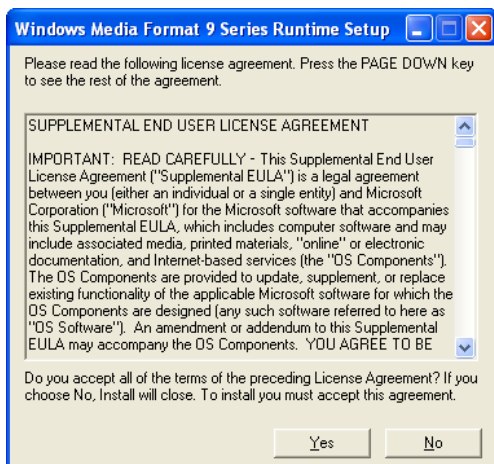 Windows Media Format 9 Series Runtime Setup
Please read the following license agreement. Press the PAGE DOWN key
to see the rest of the agreement.
SUPPLEMENTAL END USER LICENSE AGREEMENT
IMPORTANT:  READ CAREFULLY - This Supplemental End User
License Agreement ("Supplemental EULA") is a legal agreement
between you (either an individual or a single entity) and Microsoft
Corporation ("Microsoft") for the Microsoft software that accompanies
this Supplemental EULA, which includes computer software and may
include associated media, printed materials, "online" or electronic
documentation, and Internet-based services (the "OS Components").
The OS Components are provided to update, supplement, or replace
existing functionality of the applicable Microsoft software for which the
OS Components are designed (any such software referred to here as
"OS Software").  An amendment or addendum to this Supplemental
EULA may accompany the OS Components.  YOU AGREE TO BE
Do you accept all of the terms of the preceding License Agreement? If you
choose No, Install will close. To install you must accept this agreement.
Yes
No